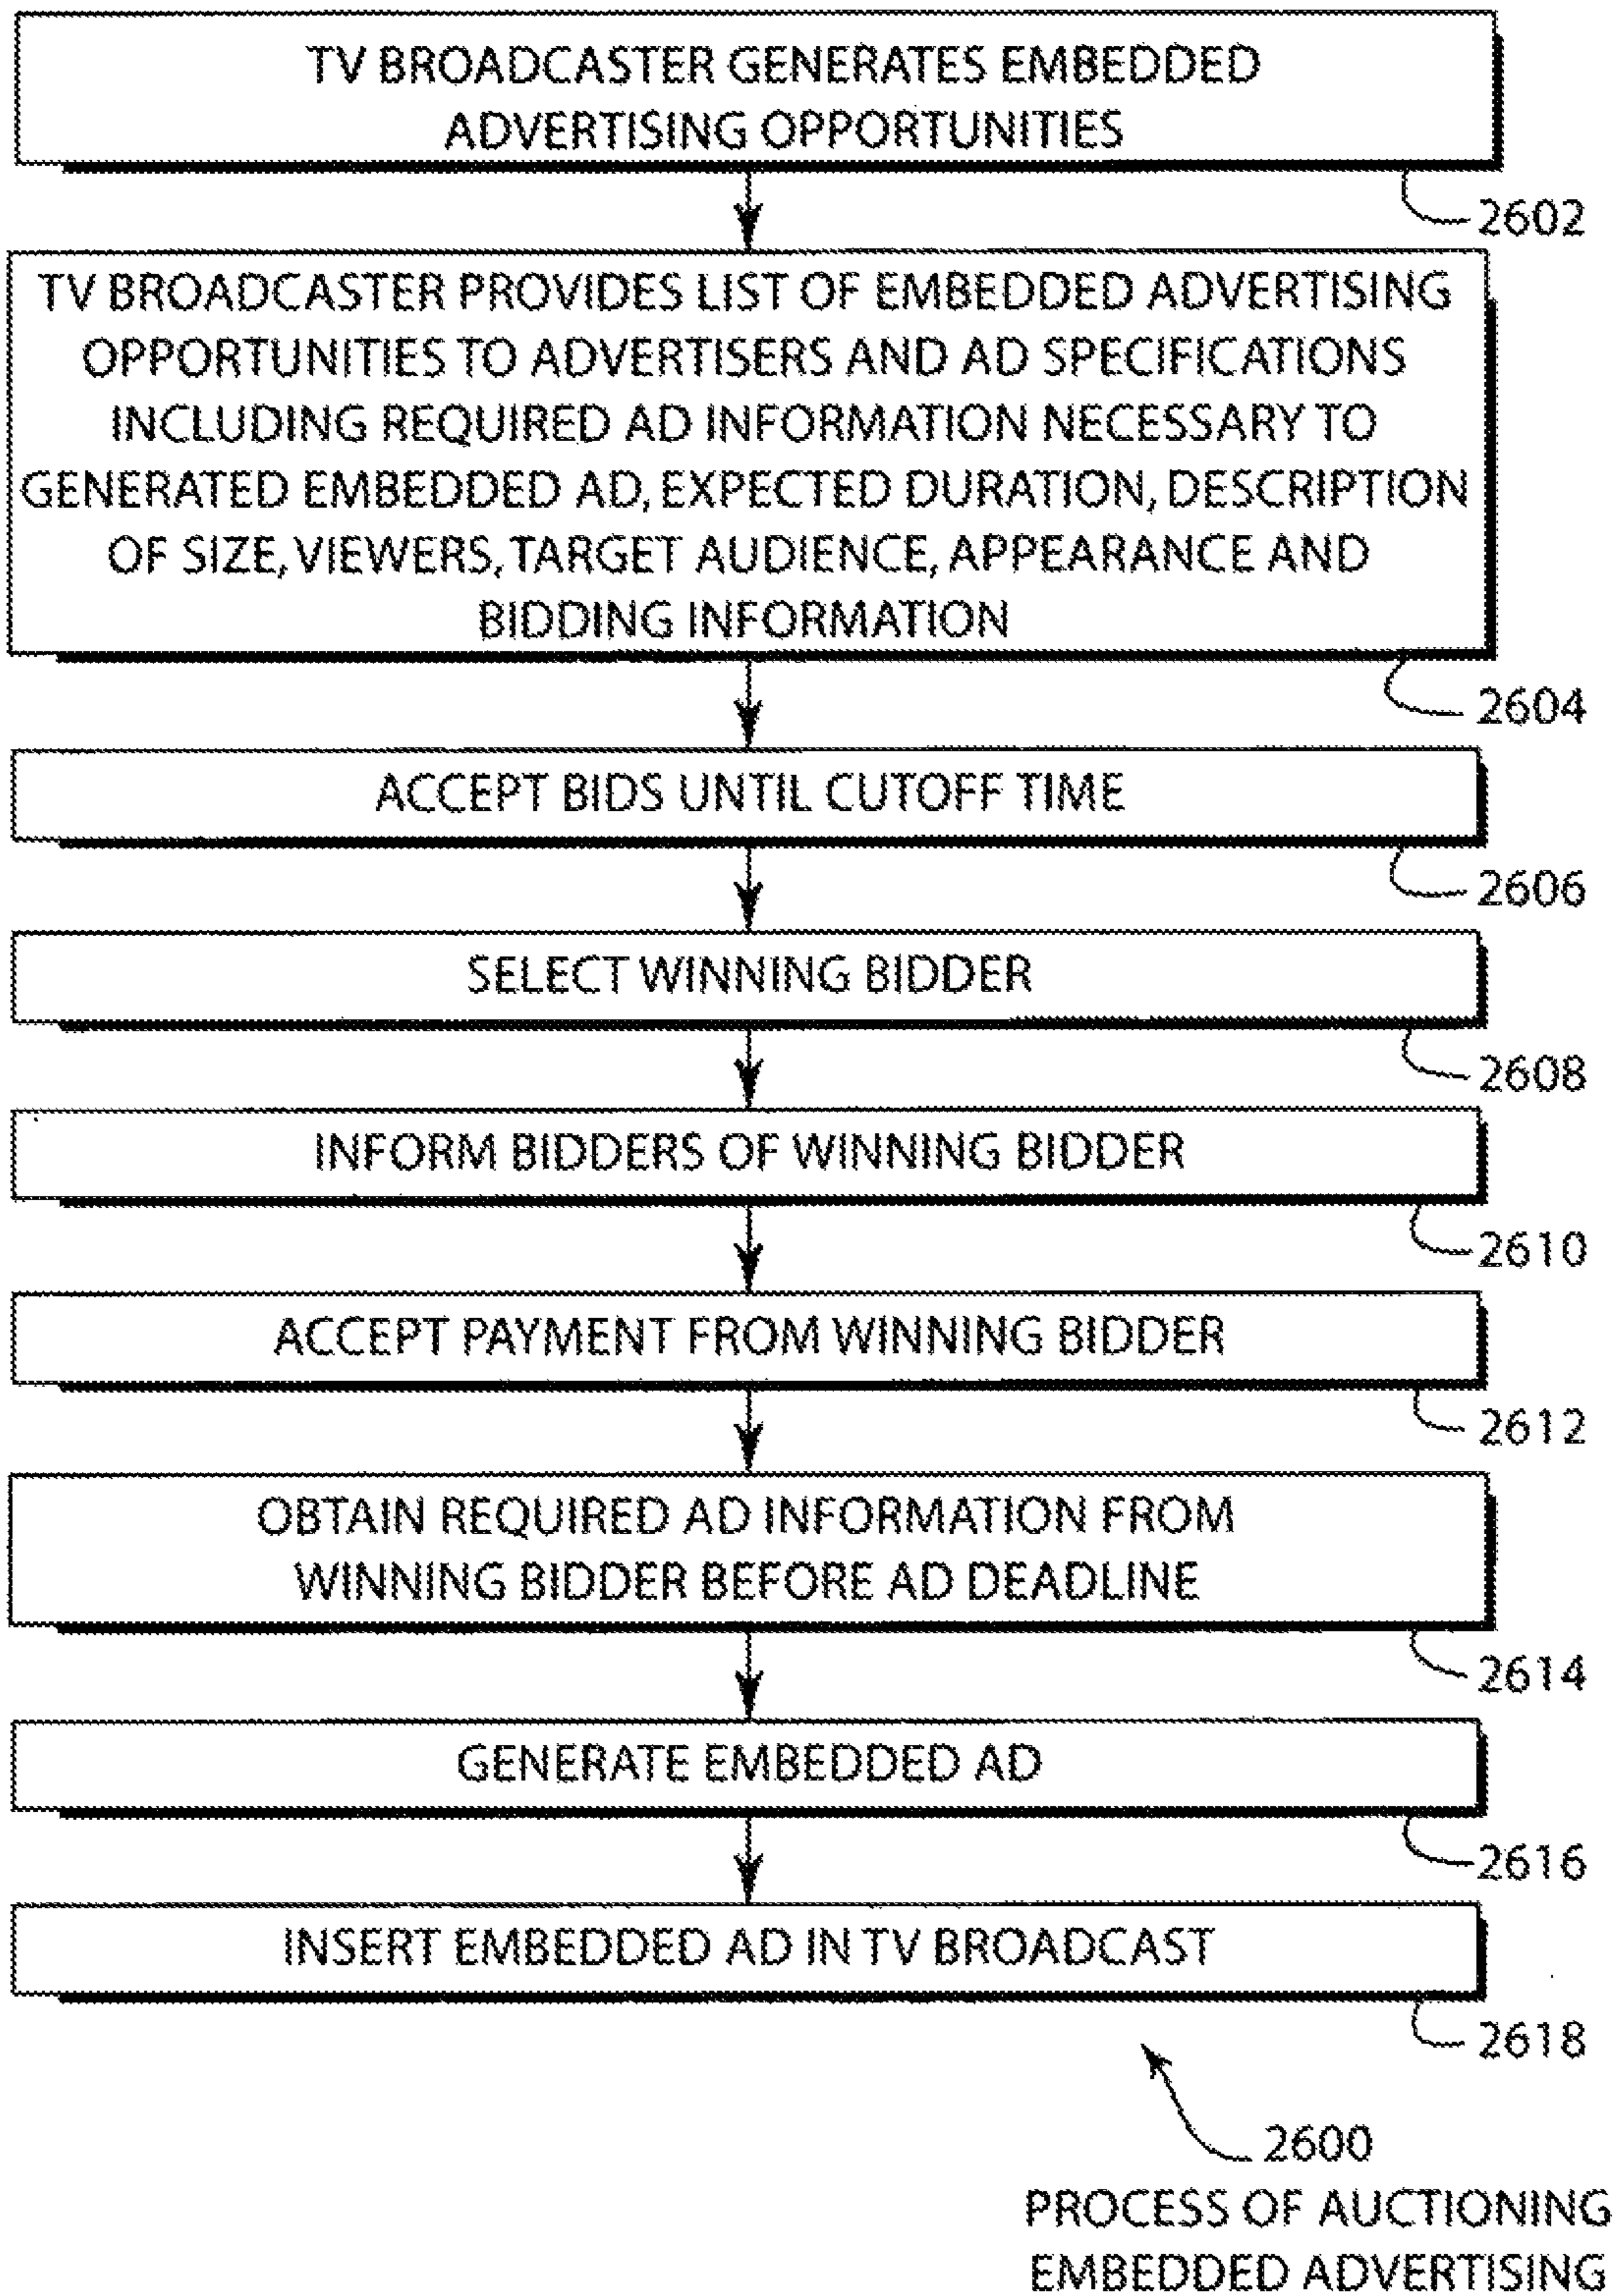 TV BROADCASTER GENERATES EMBEDDED
ADVERTISING OPPORTUNITIES
2602
TV BROADCASTER PROVIDES LIST OF EMBEDDED ADVERTISING
OPPORTUNITIES TO ADVERTISERS AND AD SPECIFICATIONS
INCLUDING REQUIRED AD INFORMATION NECESSARY TO
GENERATED EMBEDDED AD, EXPECTED DURATION, DESCRIPTION
OF SIZE, VIEWERS, TARGET AUDIENCE, APPEARANCE AND
BIDDING INFORMATION
2604
ACCEPT BIDS UNTIL CUTOFF TIME
2606
SELECT WINNING BIDDER
2608
INFORM BIDDERS OF WINNING BIDDER
2610
ACCEPT PAYMENT FROM WINNING BIDDER
2612
OBTAIN REQUIRED AD INFORMATION FROM
WINNING BIDDER BEFORE AD DEADLINE
2614
GENERATE EMBEDDED AD
2616
INSERT EMBEDDED AD IN TV BROADCAST
2618
2600
PROCESS OF AUCTIONING
EMBEDDED ADVERTISING